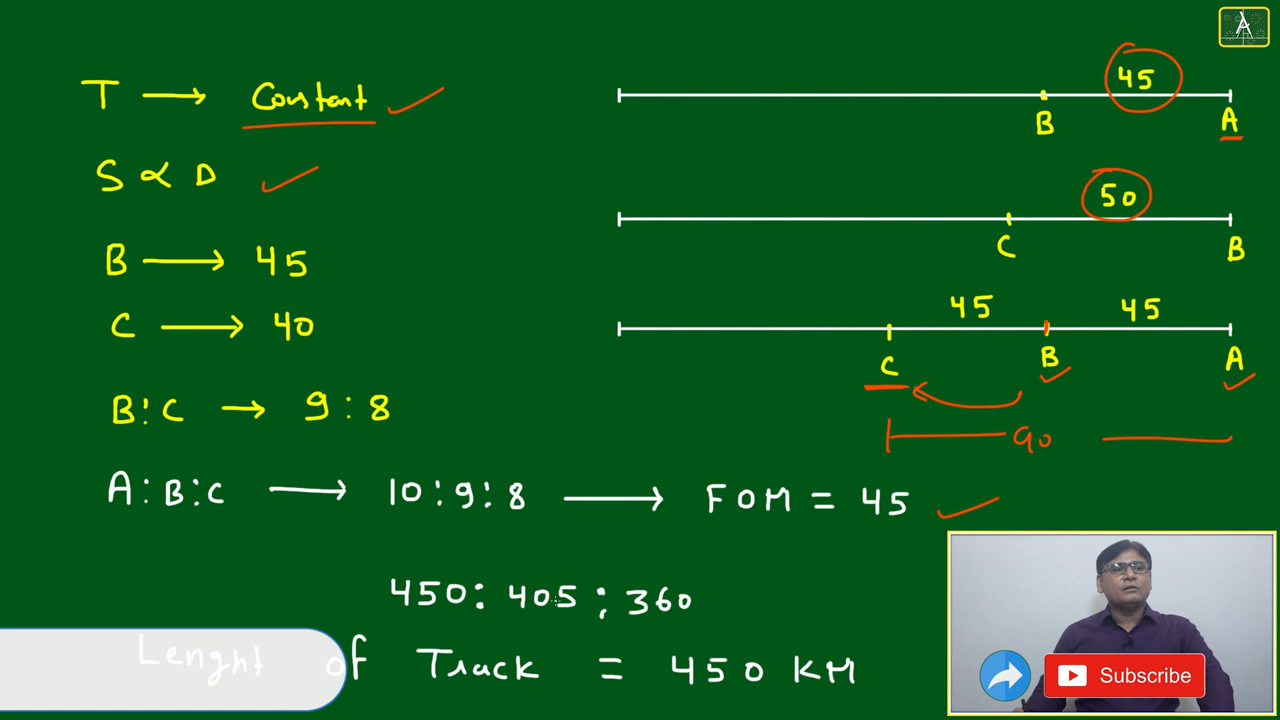 T → Constant
S ∝ D
B → 45
C → 40
B:C → 9:8
A:B:C → 10:9:8 → FOM = 45
450:405:360
Lenght of Track = 450 KM
45
B A
50
C B
45 45
C B A
90
A
Subscribe